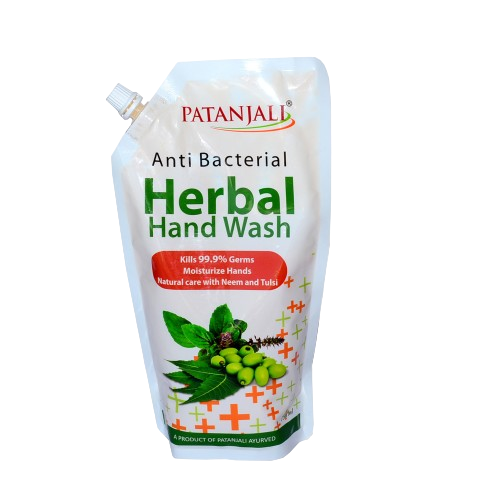 PATANJALI®
Anti Bacterial
Herbal
Hand Wash
Kills 99.9% Germs
Moisturize Hands
Natural care with Neem and Tulsi
A PRODUCT OF PATANJALI AYURVED